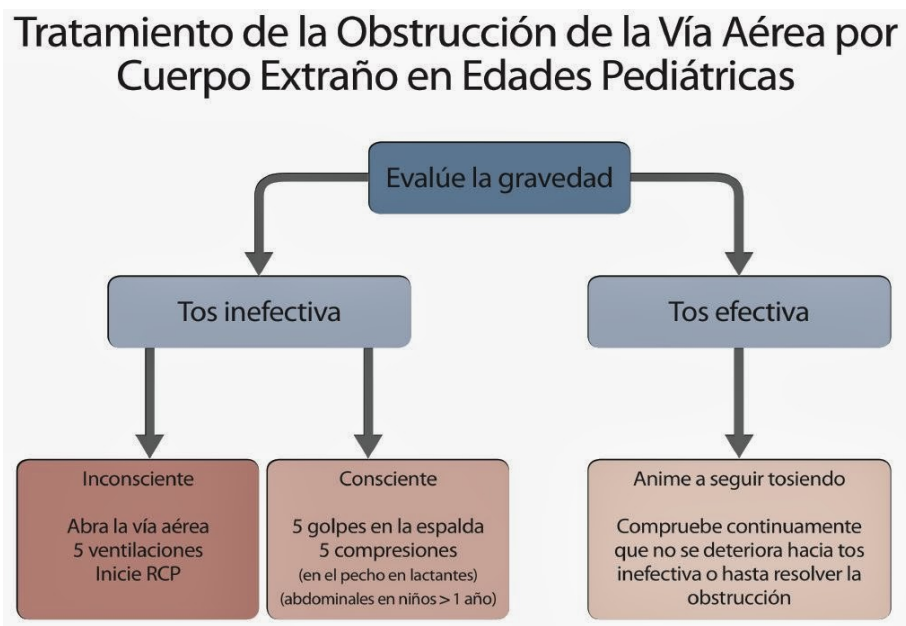 Tratamiento de la Obstrucción de la Vía Aérea por
Cuerpo Extraño en Edades Pediátricas
Evalúe la gravedad
Tos inefectiva
Tos efectiva
Inconsciente
Abra la vía aérea
5 ventilaciones
Inicie RCP
Consciente
5 golpes en la espalda
5 compresiones
(en el pecho en lactantes)
(abdominales en niños > 1 año)
Anime a seguir tosiendo
Compruebe continuamente
que no se deteriora hacia tos
inefectiva o hasta resolver la
obstrucción